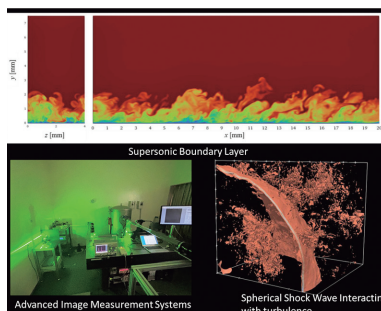 y [mm]
z [mm]
x [mm]
0 1 2 3 4 5 6 7 8 9 10 11 12 13 14 15 16 17 18 19 20
Supersonic Boundary Layer
Advanced Image Measurement Systems
Spherical Shock Wave Interactin
with turbulence